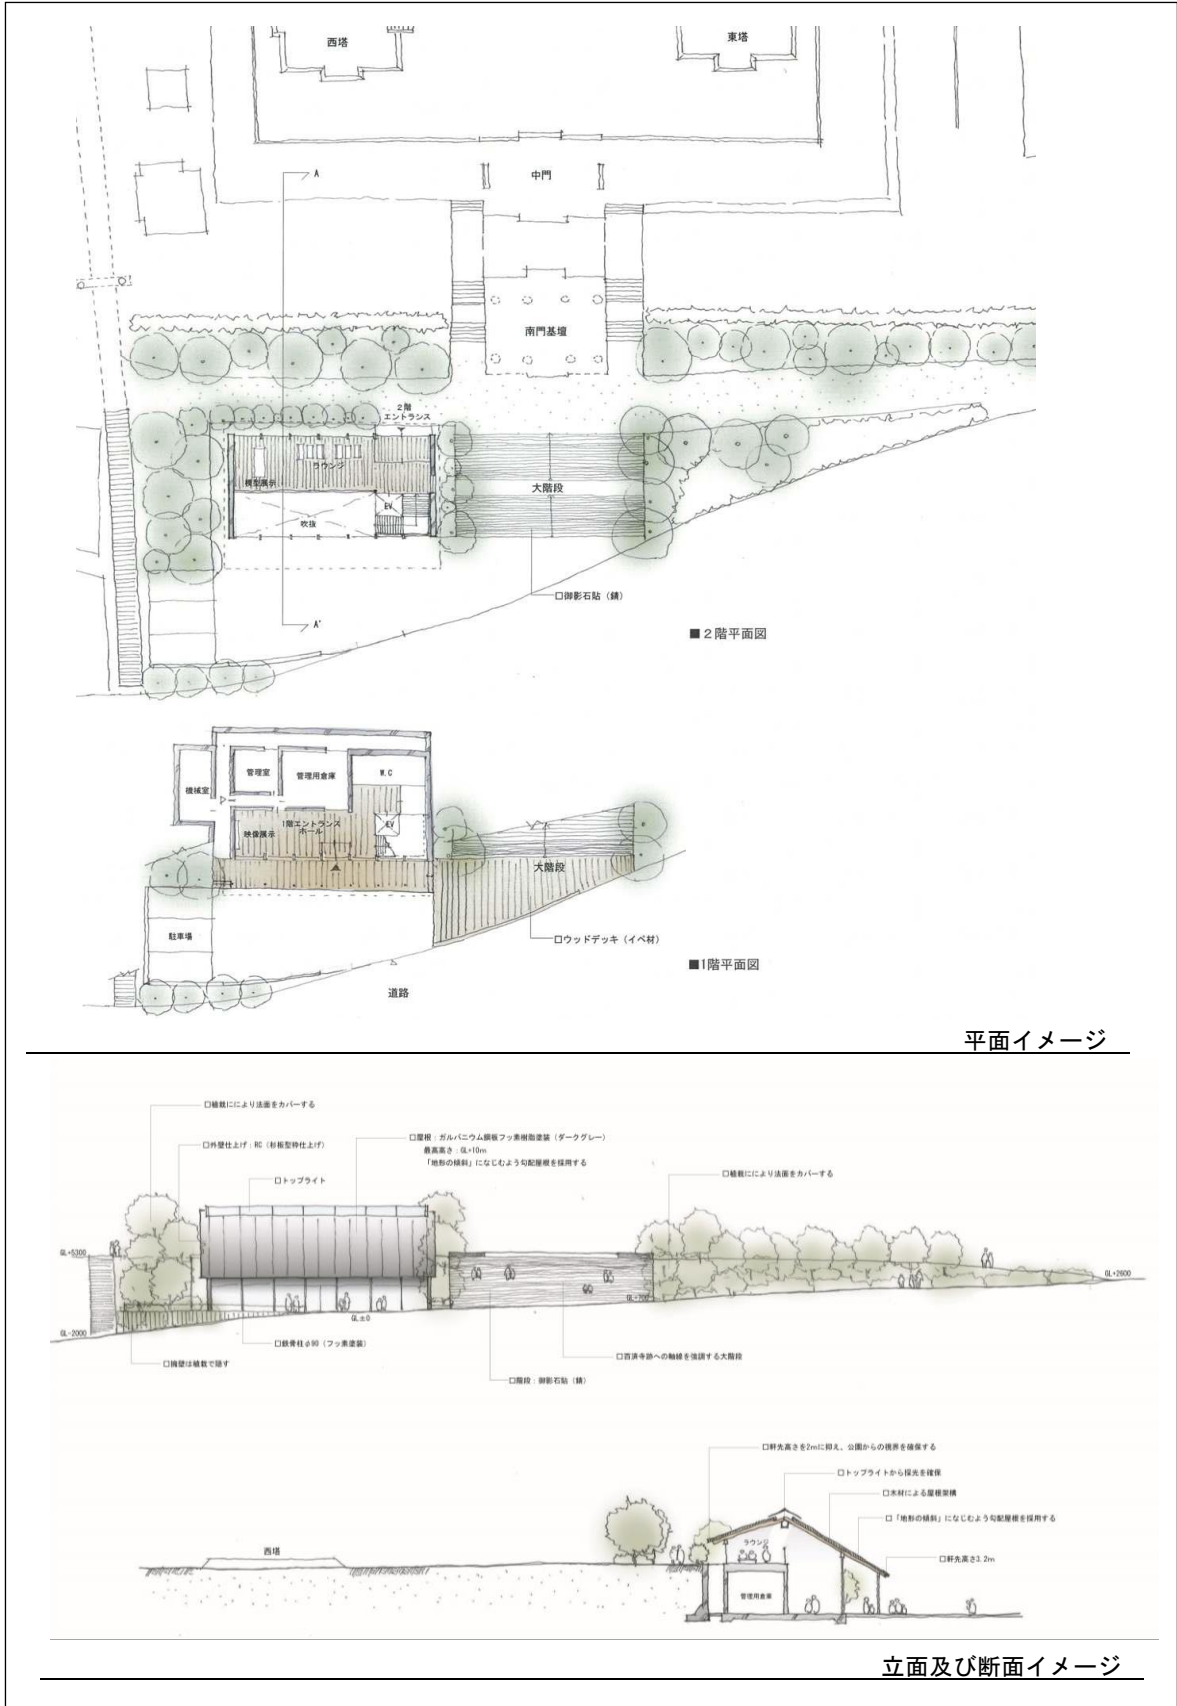 西塔
東塔
A
中門
南門基壇
2階
エントランス
ラウンジ
模型展示
EV
大階段
吹抜
□御影石貼（錆）
A'
■２階平面図
管理室
管理用倉庫
W.C
機械室
1階エントランス
ホール
映像展示
EV
大階段
駐車場
□ウッドデッキ（イペ材）
■1階平面図
道路
平面イメージ
□植栽により法面をカバーする
□外壁仕上げ：RC（杉板型枠仕上げ）
□屋根：ガルバニウム鋼板フッ素樹脂塗装（ダークグレー）
最高高さ：GL+10m
「地形の傾斜」になじむよう勾配屋根を採用する
□トップライト
□植栽ににより法面をカバーする
GL+5300
GL+2600
GL+700
GL±0
GL-2000
□鉄骨柱φ90（フッ素塗装）
□百済寺跡への軸線を強調する大階段
□擁壁は植栽で隠す
□階段：御影石貼（錆）
□軒先高さを2mに抑え、公園からの視界を確保する
□トップライトから採光を確保
□木材による屋根架構
□「地形の傾斜」になじむよう勾配屋根を採用する
西塔
ラウンジ
□軒先高さ3.2m
管理用倉庫
立面及び断面イメージ